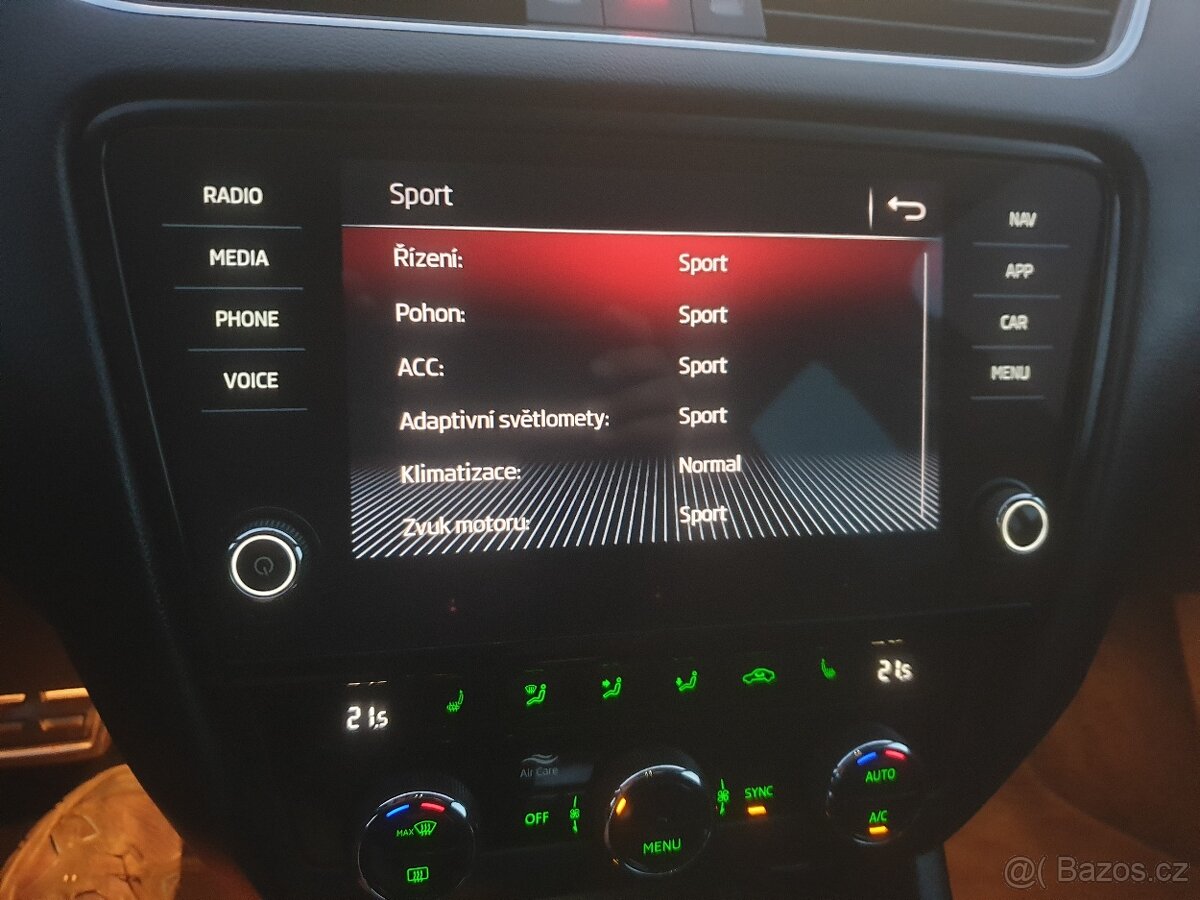 RADIO
MEDIA
PHONE
VOICE
Sport
Řízení: Sport
Pohon: Sport
ACC: Sport
Adaptivní světlomety: Sport
Klimatizace: Normal
Zvuk motoru: Sport
NAV
APP
CAR
MENU
21,5
21,5
Air Care
OFF
SYNC
AUTO
A/C
MAX
MENU
@( Bazos.cz